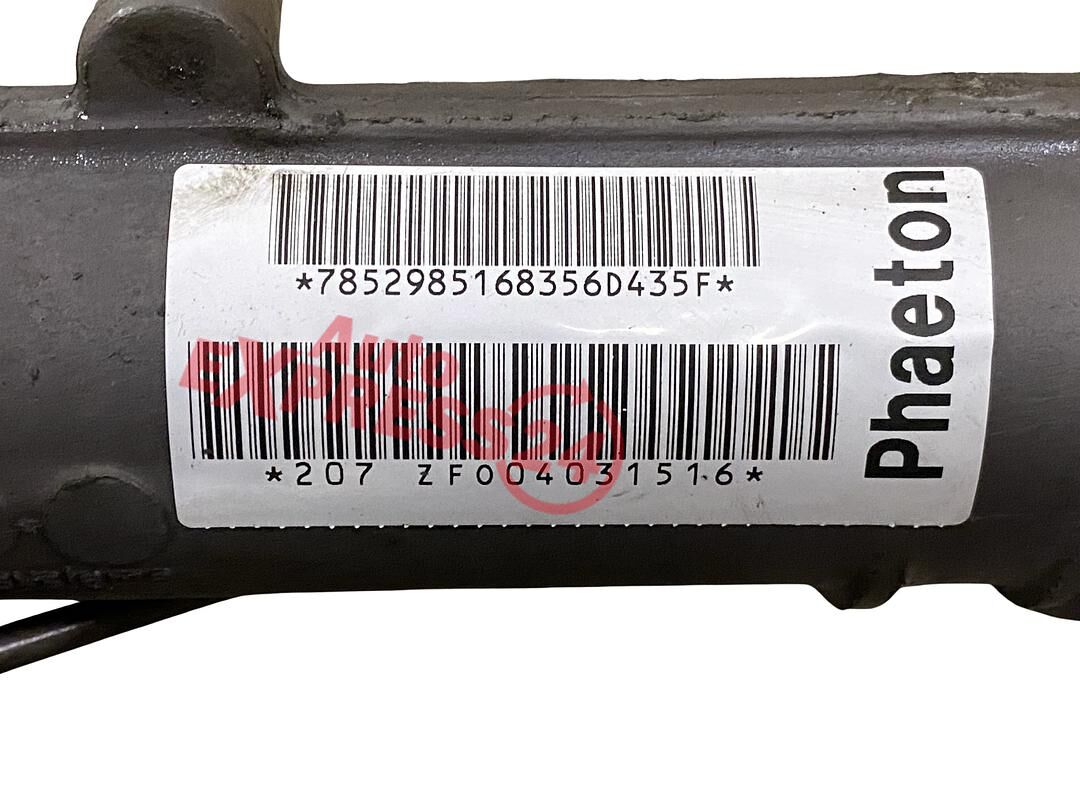 *7852985168356D435F*
Auto
EXPRESS24
*207 ZF004031516*
Phaeton